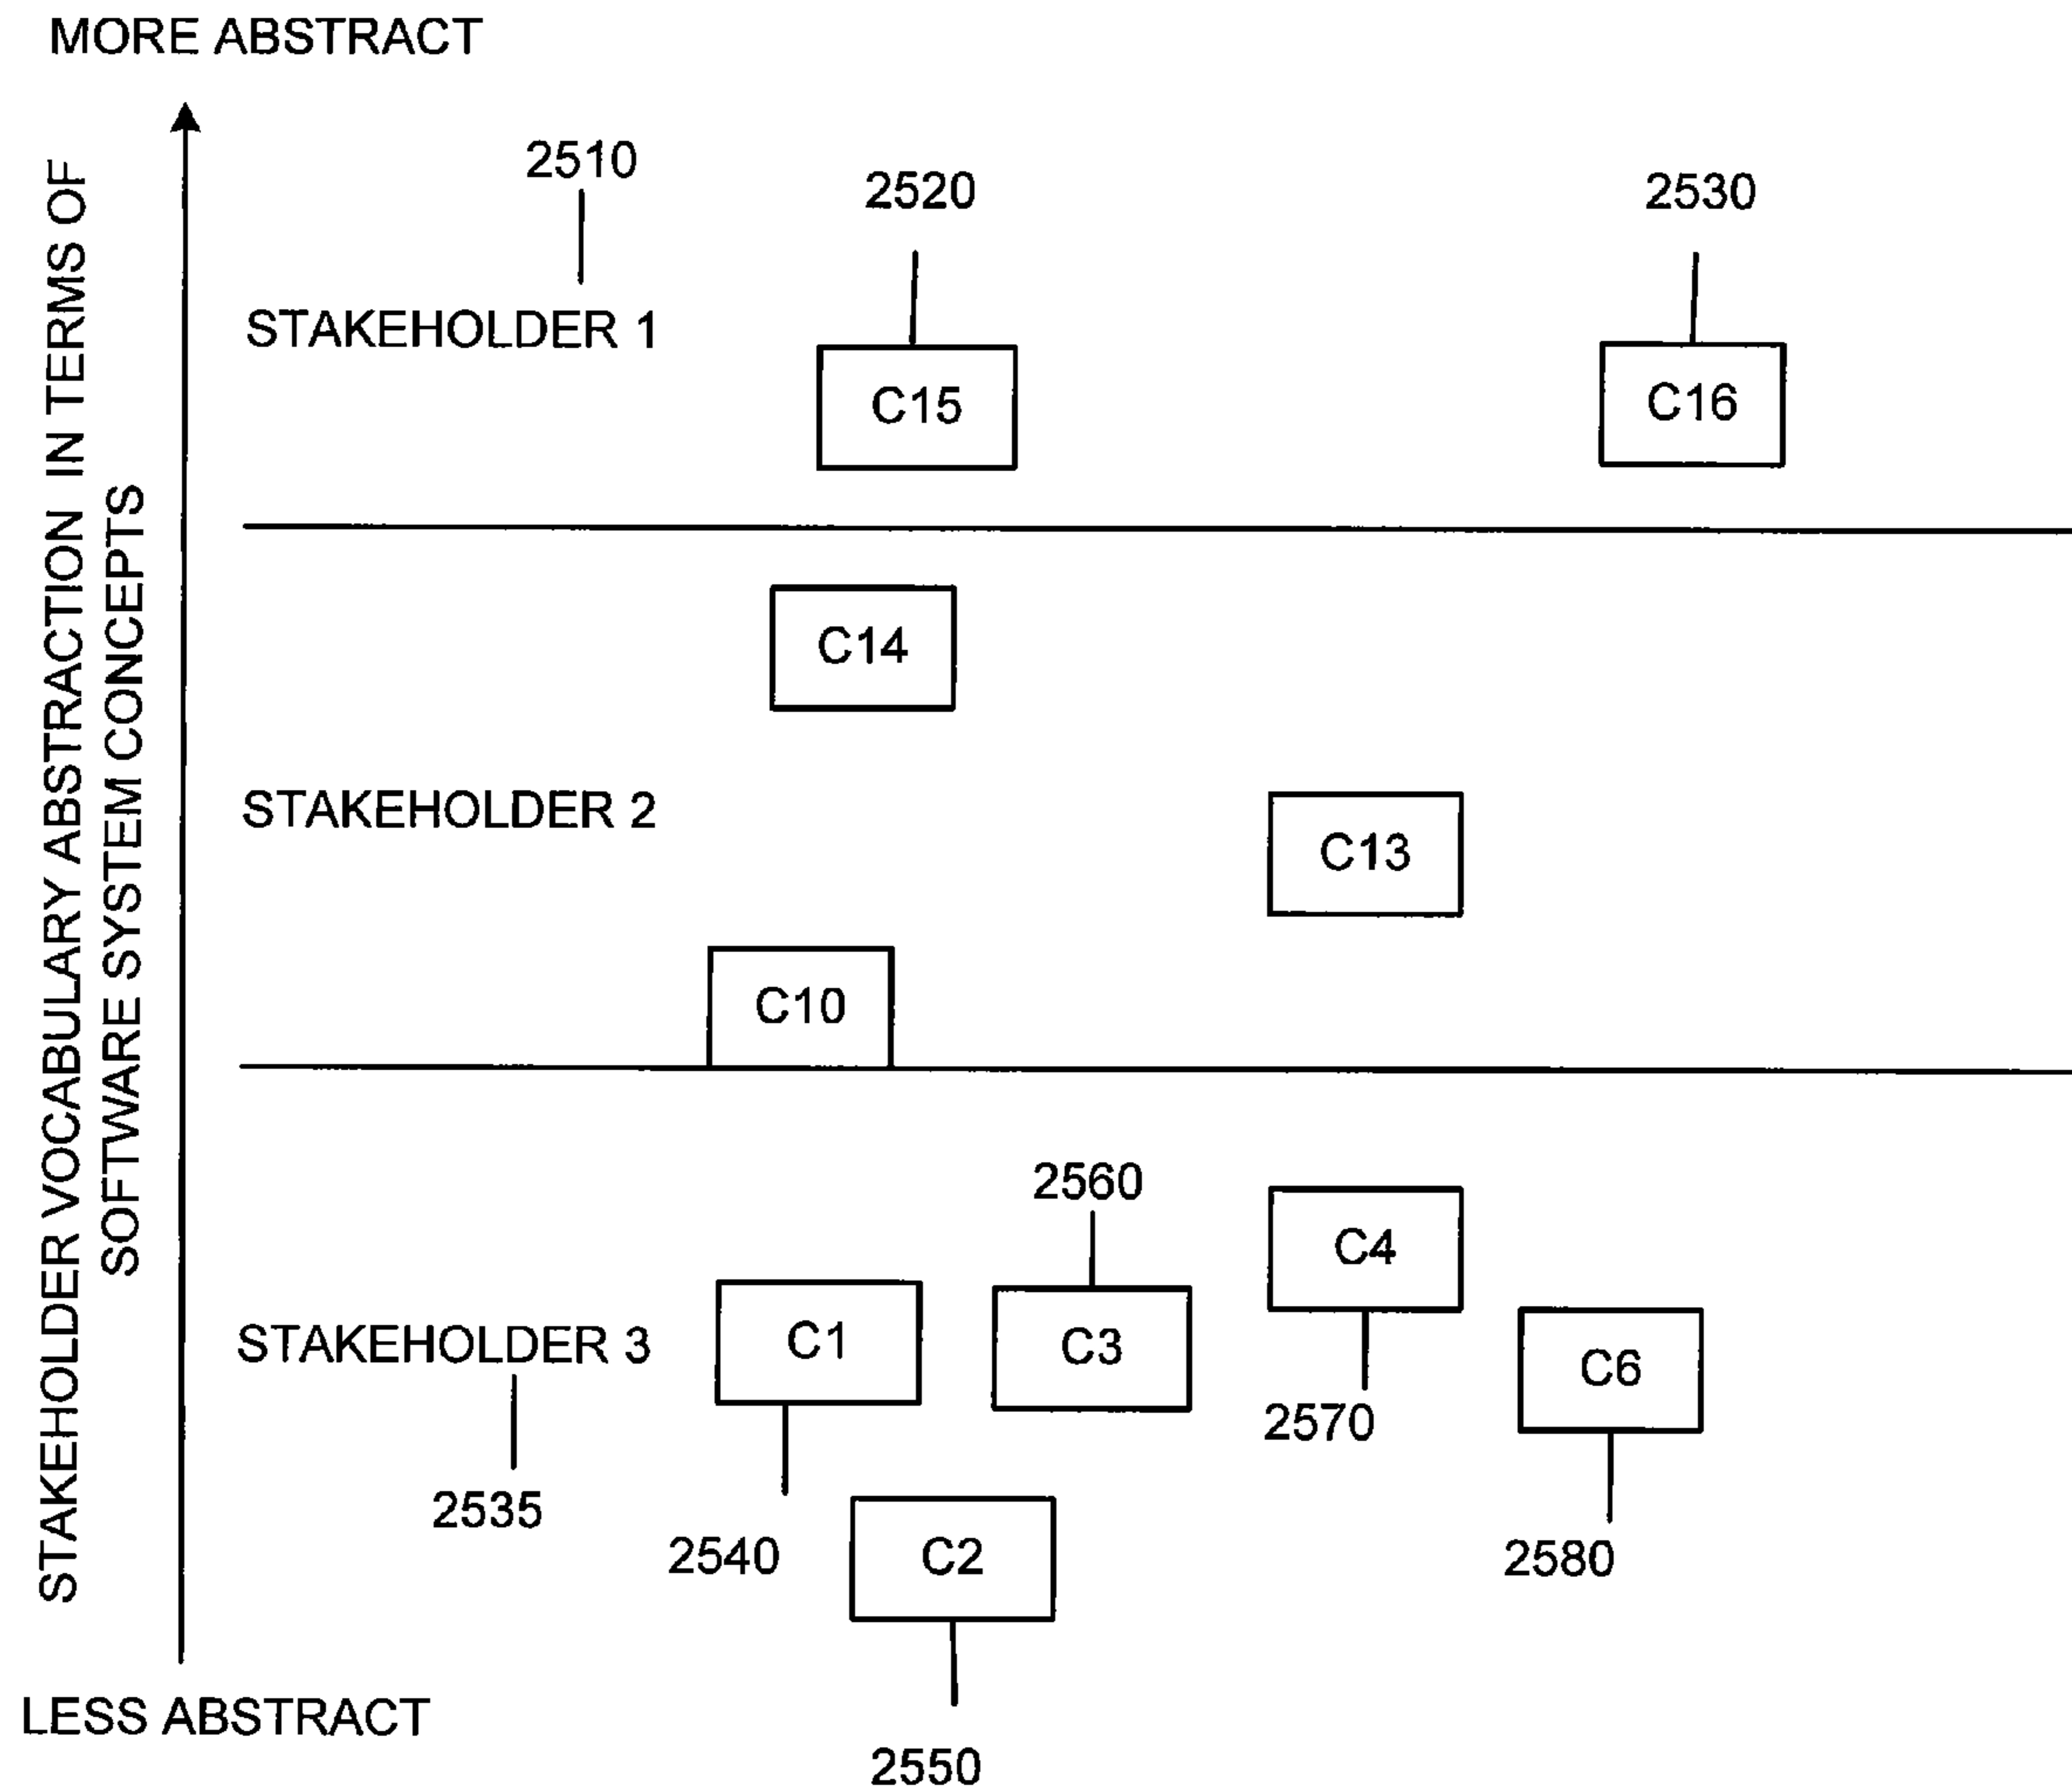 MORE ABSTRACT
STAKEHOLDER VOCABULARY ABSTRACTION IN TERMS OF
SOFTWARE SYSTEM CONCEPTS
2510
2520
2530
STAKEHOLDER 1
C15
C16
C14
STAKEHOLDER 2
C13
C10
2560
C4
STAKEHOLDER 3
C1
C3
C6
2570
2535
2540
C2
2580
LESS ABSTRACT
2550